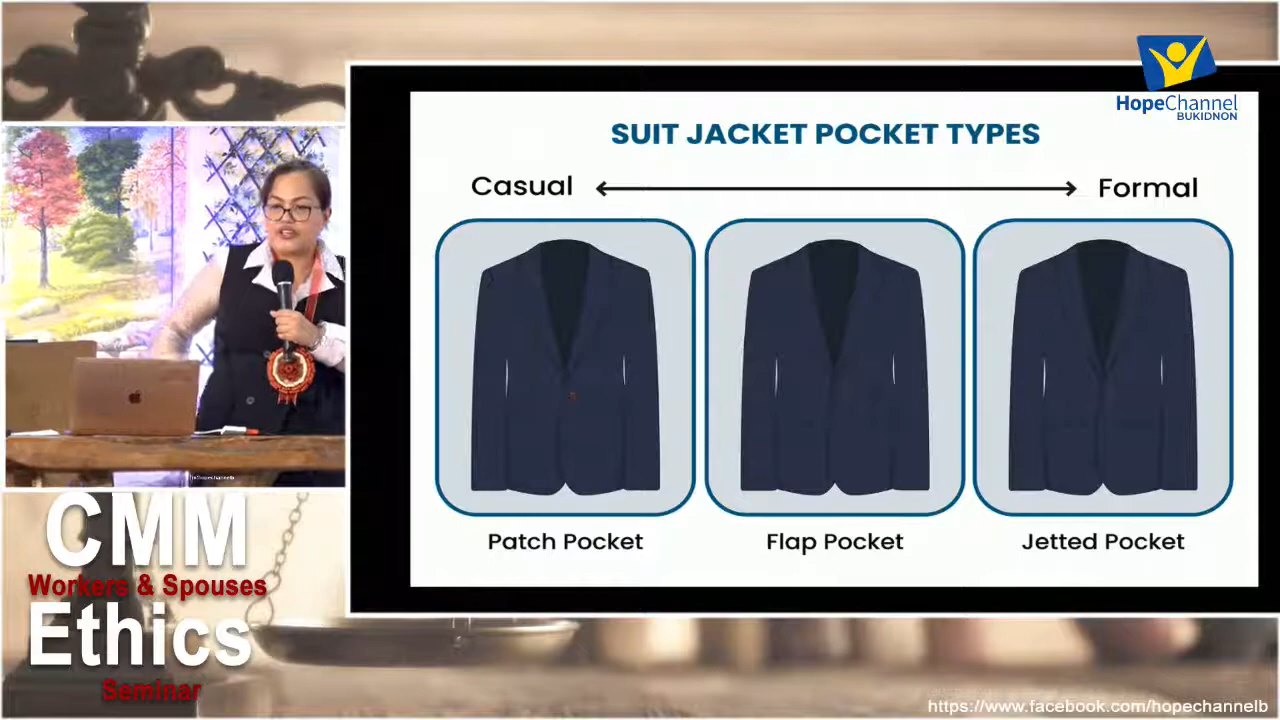 HopeChannel
BUKIDNON
SUIT JACKET POCKET TYPES
Casual
Formal
Patch Pocket
Flap Pocket
Jetted Pocket
CMM
Workers & Spouses
Ethics
Seminar
https://www.facebook.com/hopechannelb